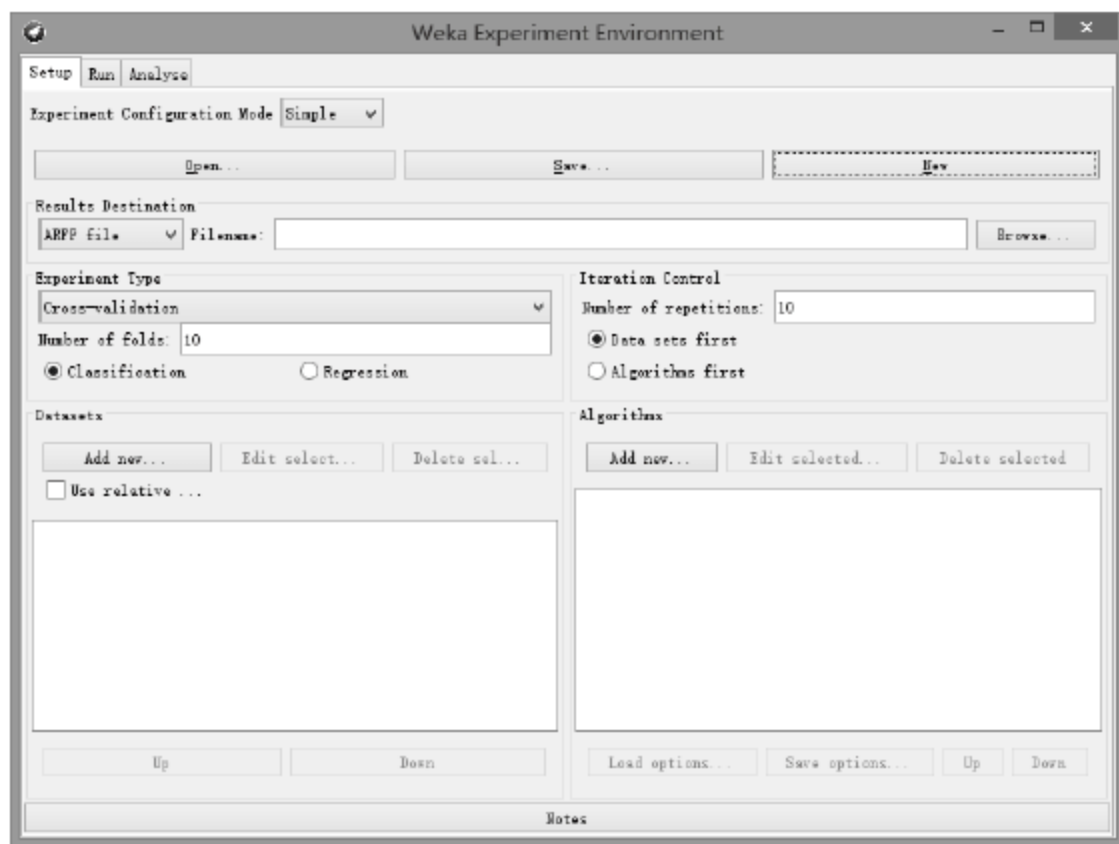 Weka Experiment Environment
Setup Run Analyse
Experiment Configuration Mode Simple
Open... Save... New
Results Destination
ARFF file Filename: Browse...
Experiment Type Iteration Control
Cross-validation Number of repetitions: 10
Number of folds: 10 Data sets first
Classification Regression Algorithms first
Datasets Algorithms
Add new... Edit select... Delete sel... Add new... Edit selected... Delete selected
Use relative ...
Up Down Load options... Save options... Up Down
Notes